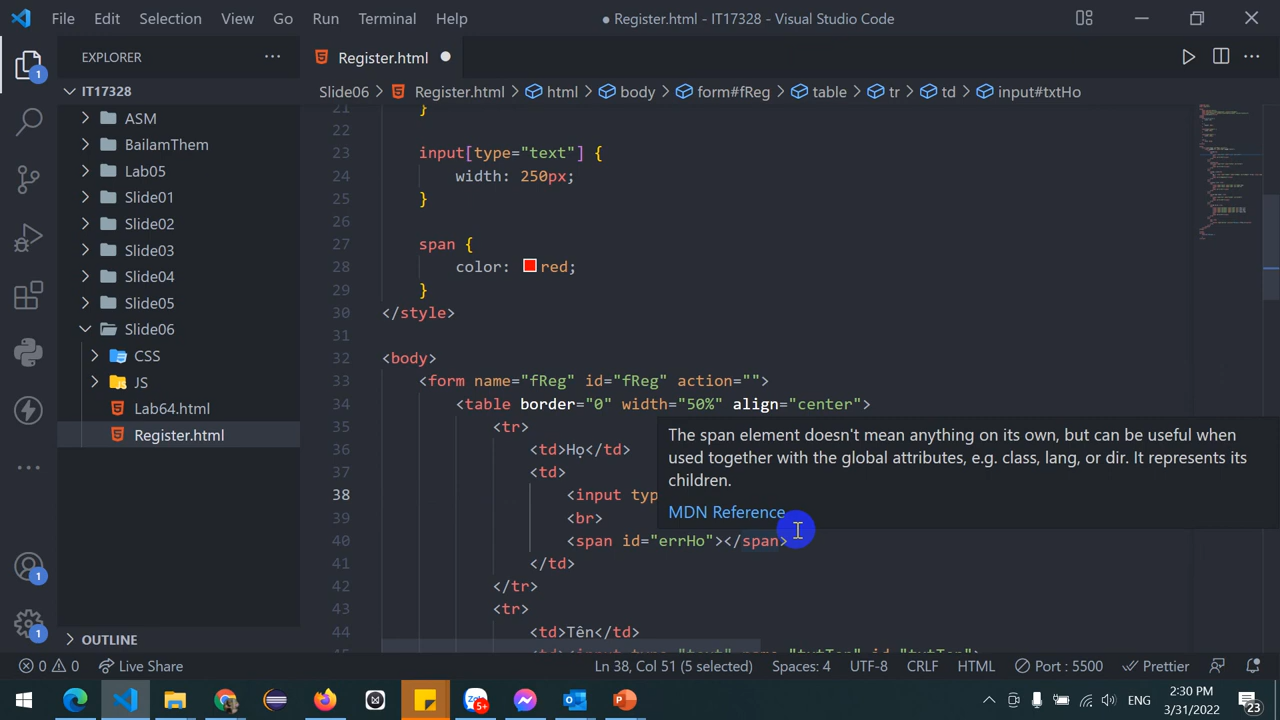 File Edit Selection View Go Run Terminal Help
● Register.html - IT17328 - Visual Studio Code
EXPLORER
Register.html
1
IT17328
Slide06 > Register.html > html > body > form#fReg > table > tr > td > input#txtHo
ASM
BailamThem
Lab05
Slide01
Slide02
Slide03
Slide04
Slide05
Slide06
CSS
JS
Lab64.html
Register.html
OUTLINE
1
1
21 }
22
23 input[type="text"] {
24 width: 250px;
25 }
26
27 span {
28 color: red;
29 }
30 </style>
31
32 <body>
33 <form name="fReg" id="fReg" action="">
34 <table border="0" width="50%" align="center">
35 <tr>
36 <td>Họ</td>
37 <td>
38 <input typ
39 <br>
40 <span id="errHo"></span>
41 </td>
42 </tr>
43 <tr>
44 <td>Tên</td>
The span element doesn't mean anything on its own, but can be useful when
used together with the global attributes, e.g. class, lang, or dir. It represents its
children.
MDN Reference
0 0 Live Share Ln 38, Col 51 (5 selected) Spaces: 4 UTF-8 CRLF HTML Port : 5500 Prettier
5+
ENG
2:30 PM
3/31/2022
23